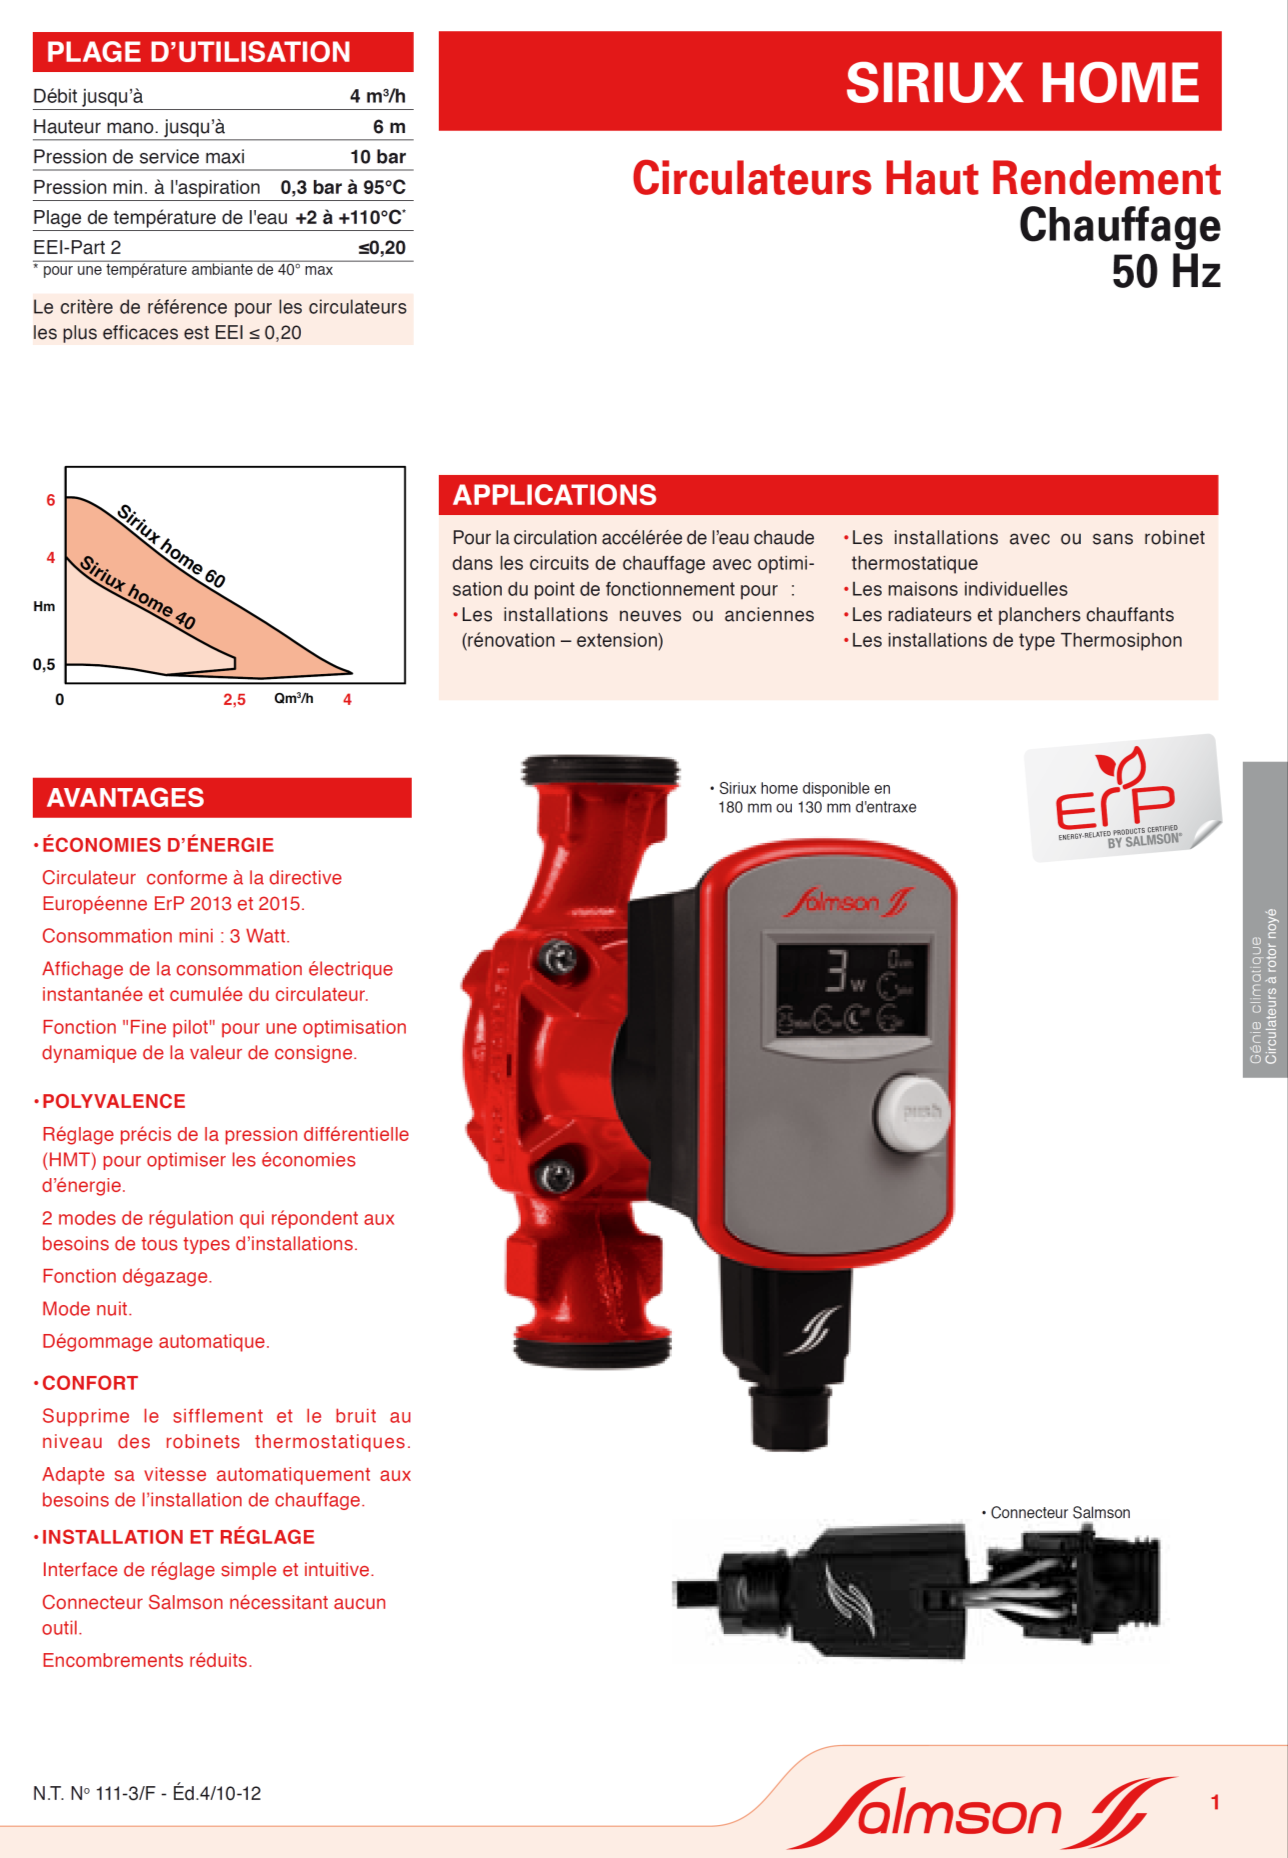 PLAGE D'UTILISATION
Débit jusqu'à 4 m³/h
Hauteur mano. jusqu'à 6 m
Pression de service maxi 10 bar
Pression min. à l'aspiration 0,3 bar à 95°C
Plage de température de l'eau +2 à +110°C*
EEI-Part 2 ≤0,20
* pour une température ambiante de 40° max
Le critère de référence pour les circulateurs
les plus efficaces est EEI ≤ 0,20
SIRIUX HOME
Circulateurs Haut Rendement
Chauffage
50 Hz
6
4
Hm
0,5
0
2,5
Qm³/h
4
Siriux home 60
Siriux home 40
APPLICATIONS
Pour la circulation accélérée de l'eau chaude
dans les circuits de chauffage avec optimi-
sation du point de fonctionnement pour :
• Les installations neuves ou anciennes
(rénovation – extension)
• Les installations avec ou sans robinet
thermostatique
• Les maisons individuelles
• Les radiateurs et planchers chauffants
• Les installations de type Thermosiphon
AVANTAGES
• ÉCONOMIES D'ÉNERGIE
Circulateur conforme à la directive
Européenne ErP 2013 et 2015.
Consommation mini : 3 Watt.
Affichage de la consommation électrique
instantanée et cumulée du circulateur.
Fonction "Fine pilot" pour une optimisation
dynamique de la valeur de consigne.
• POLYVALENCE
Réglage précis de la pression différentielle
(HMT) pour optimiser les économies
d'énergie.
2 modes de régulation qui répondent aux
besoins de tous types d'installations.
Fonction dégazage.
Mode nuit.
Dégommage automatique.
• CONFORT
Supprime le sifflement et le bruit au
niveau des robinets thermostatiques.
Adapte sa vitesse automatiquement aux
besoins de l'installation de chauffage.
• INSTALLATION ET RÉGLAGE
Interface de réglage simple et intuitive.
Connecteur Salmson nécessitant aucun
outil.
Encombrements réduits.
• Siriux home disponible en
180 mm ou 130 mm d'entraxe
ErP
ENERGY-RELATED PRODUCTS CERTIFIED
BY SALMSON®
Salmson
3 W
push
• Connecteur Salmson
Génie climatique
Circulateurs à rotor noyé
N.T. Nº 111-3/F - Éd.4/10-12
Salmson
1